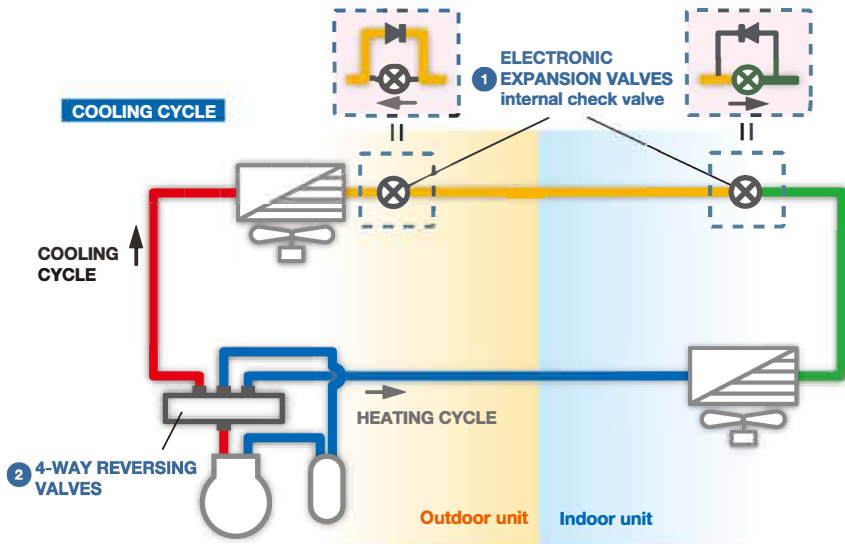 1 ELECTRONIC
EXPANSION VALVES
internal check valve
COOLING CYCLE
COOLING
CYCLE
HEATING CYCLE
2 4-WAY REVERSING
VALVES
Outdoor unit
Indoor unit